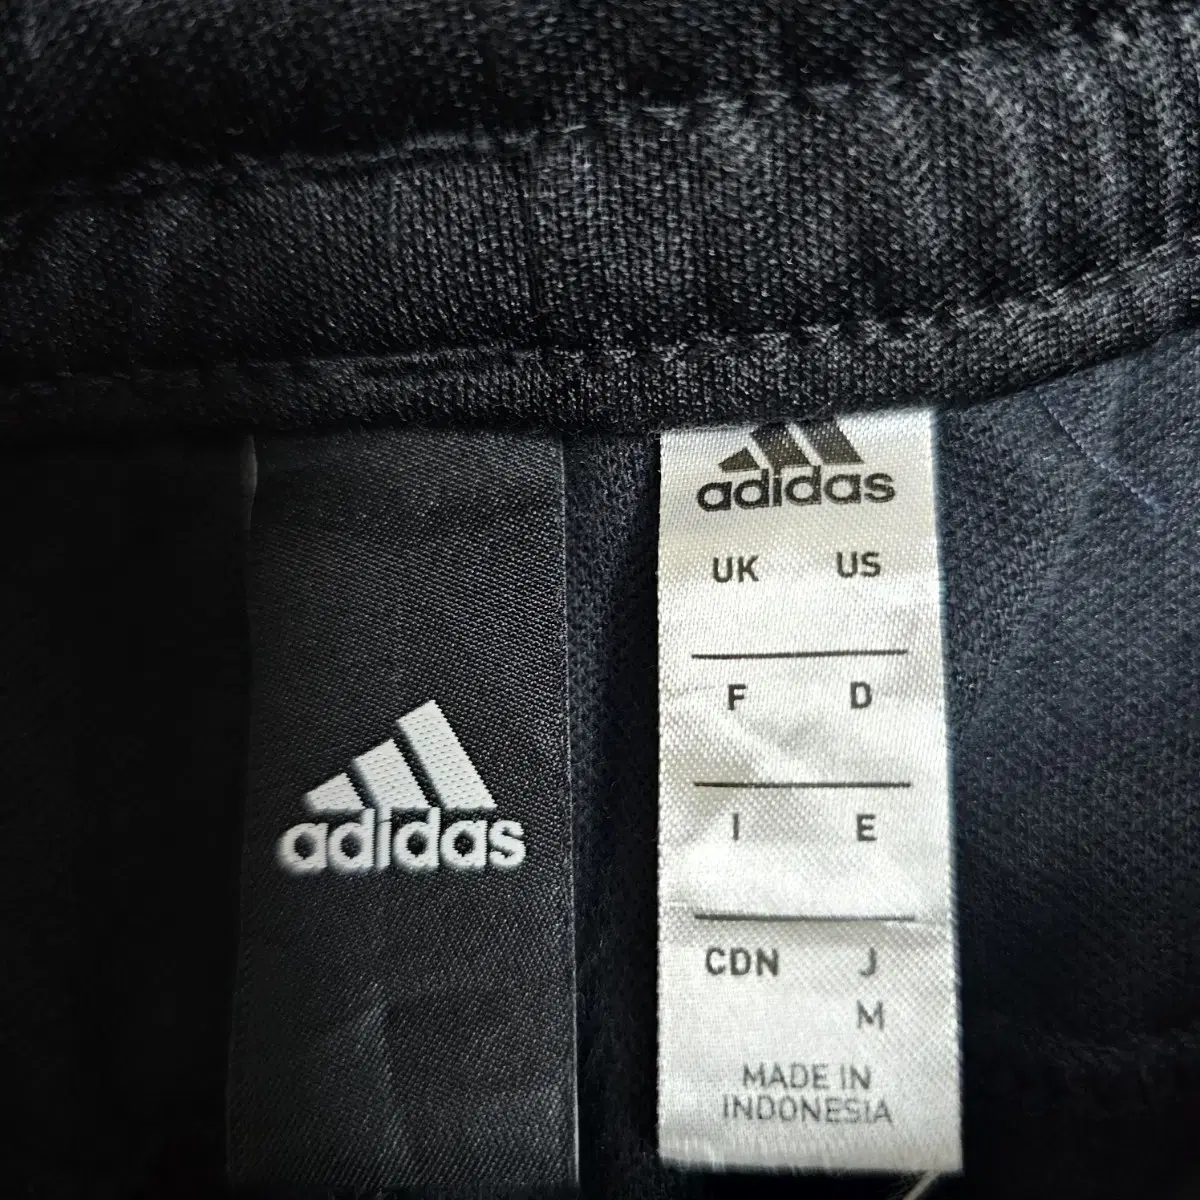 adidas
adidas
UK US
F D
I E
CDN J
M
MADE IN
INDONESIA